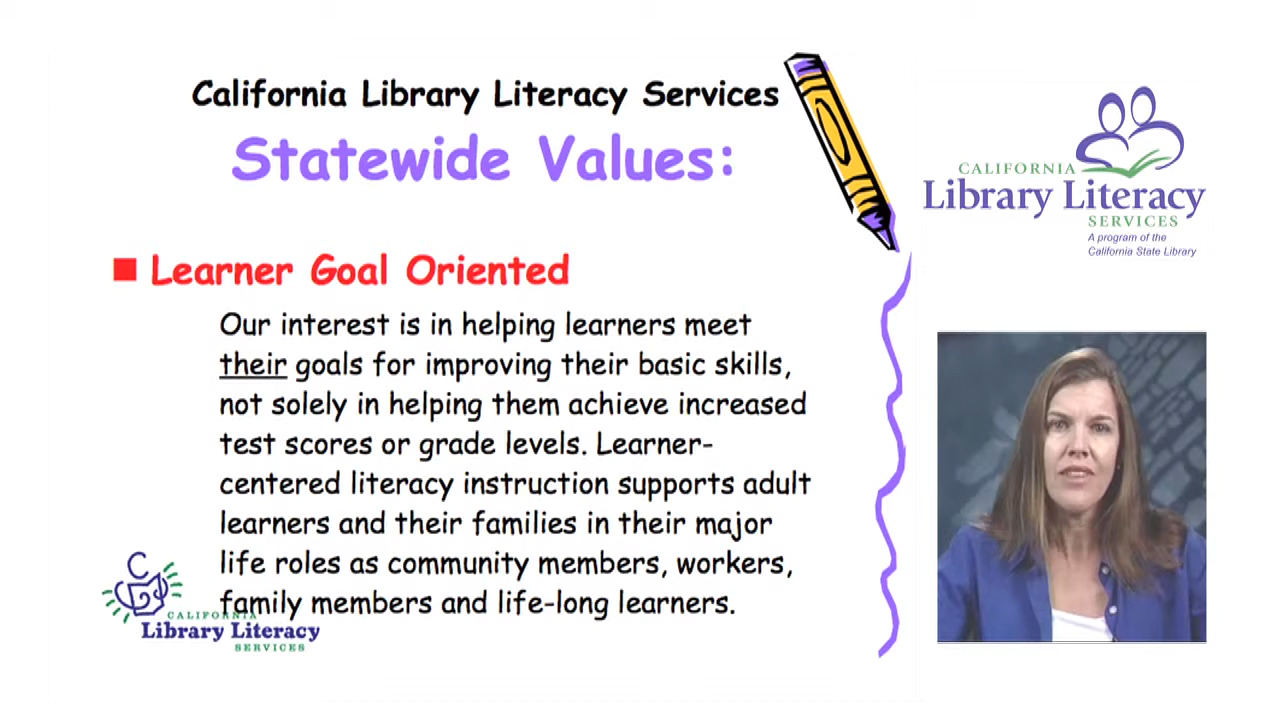 California Library Literacy Services
Statewide Values:
Learner Goal Oriented
Our interest is in helping learners meet
their goals for improving their basic skills,
not solely in helping them achieve increased
test scores or grade levels. Learner-
centered literacy instruction supports adult
learners and their families in their major
life roles as community members, workers,
family members and life-long learners.
CALIFORNIA
Library Literacy
SERVICES
CALIFORNIA
Library Literacy
SERVICES
A program of the
California State Library